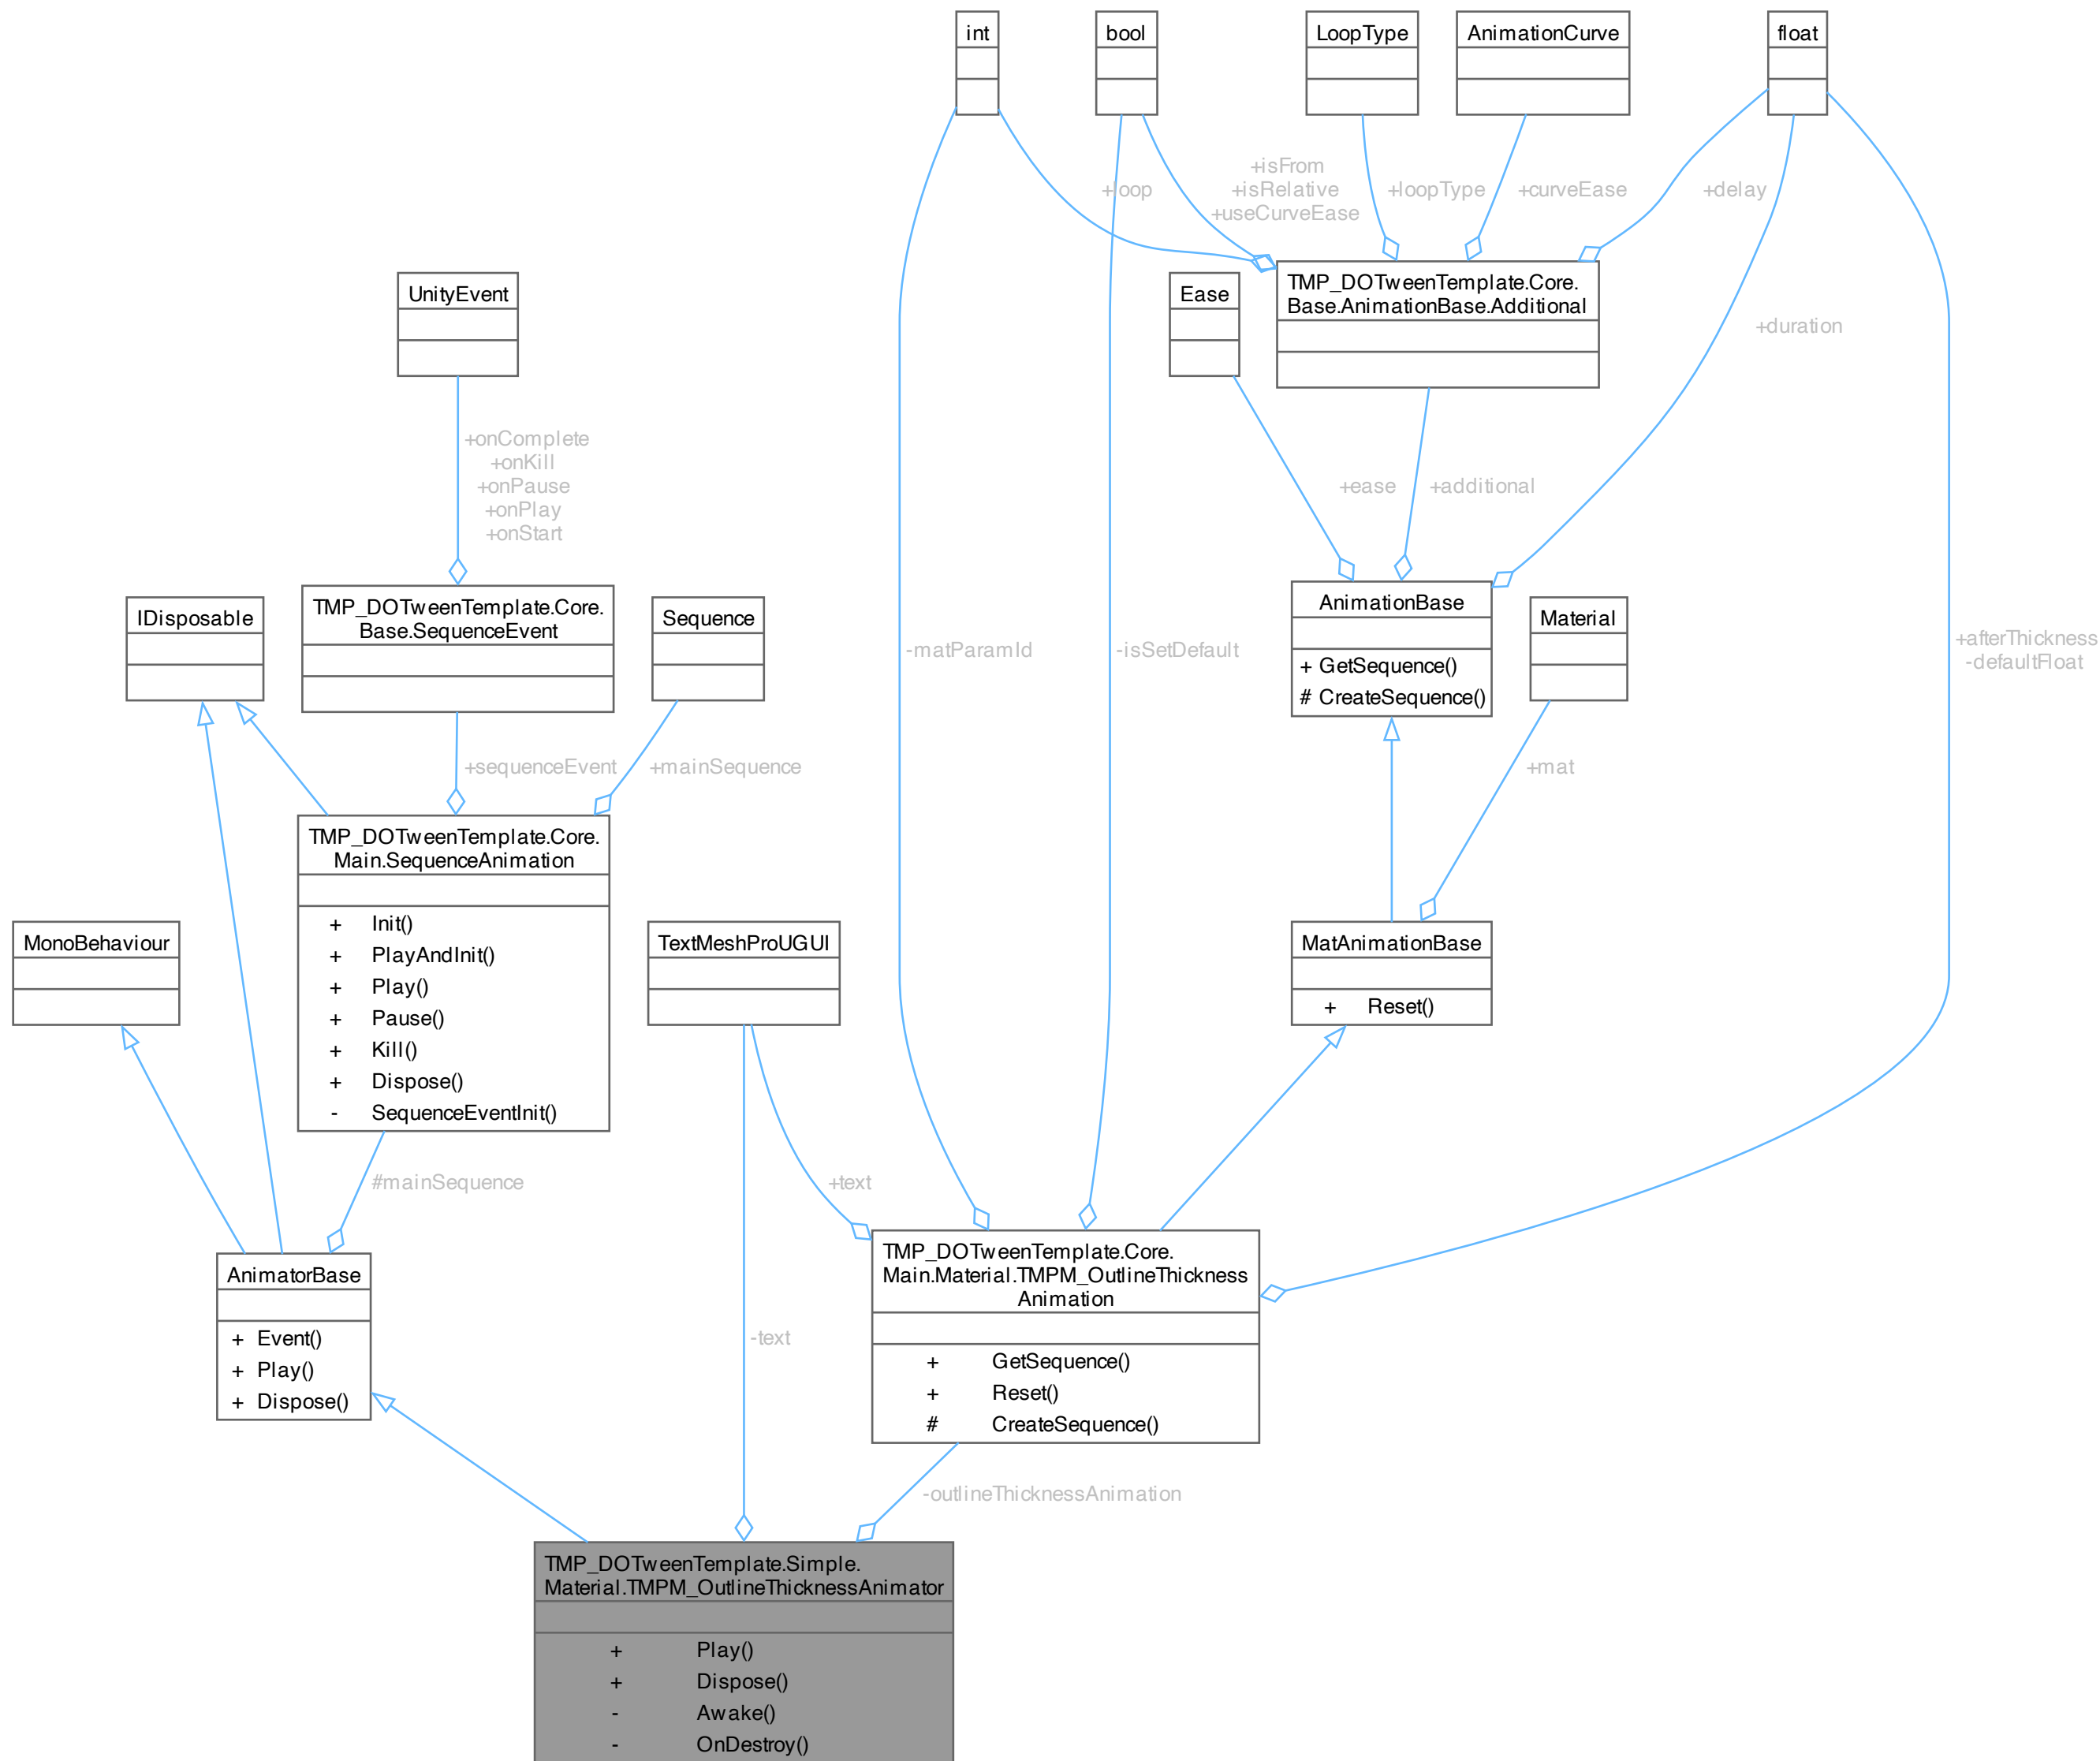 int
bool
LoopType
AnimationCurve
float
+loop
+isFrom
+isRelative
+useCurveEase
+loopType
+curveEase
+delay
UnityEvent
Ease
TMP_DOTweenTemplate.Core.
Base.AnimationBase.Additional
+duration
+onComplete
+onKill
+onPause
+onPlay
+onStart
+ease
+additional
IDisposable
TMP_DOTweenTemplate.Core.
Base.SequenceEvent
Sequence
-matParamId
-isSetDefault
AnimationBase
+ GetSequence()
# CreateSequence()
Material
+afterThickness
-defaultFloat
+sequenceEvent
+mainSequence
+mat
TMP_DOTweenTemplate.Core.
Main.SequenceAnimation
+ Init()
+ PlayAndInit()
+ Play()
+ Pause()
+ Kill()
+ Dispose()
- SequenceEventInit()
MonoBehaviour
TextMeshProUGUI
MatAnimationBase
+ Reset()
#mainSequence
+text
AnimatorBase
+ Event()
+ Play()
+ Dispose()
-text
TMP_DOTweenTemplate.Core.
Main.Material.TMPM_OutlineThickness
Animation
+ GetSequence()
+ Reset()
# CreateSequence()
-outlineThicknessAnimation
TMP_DOTweenTemplate.Simple.
Material.TMPM_OutlineThicknessAnimator
+ Play()
+ Dispose()
- Awake()
- OnDestroy()